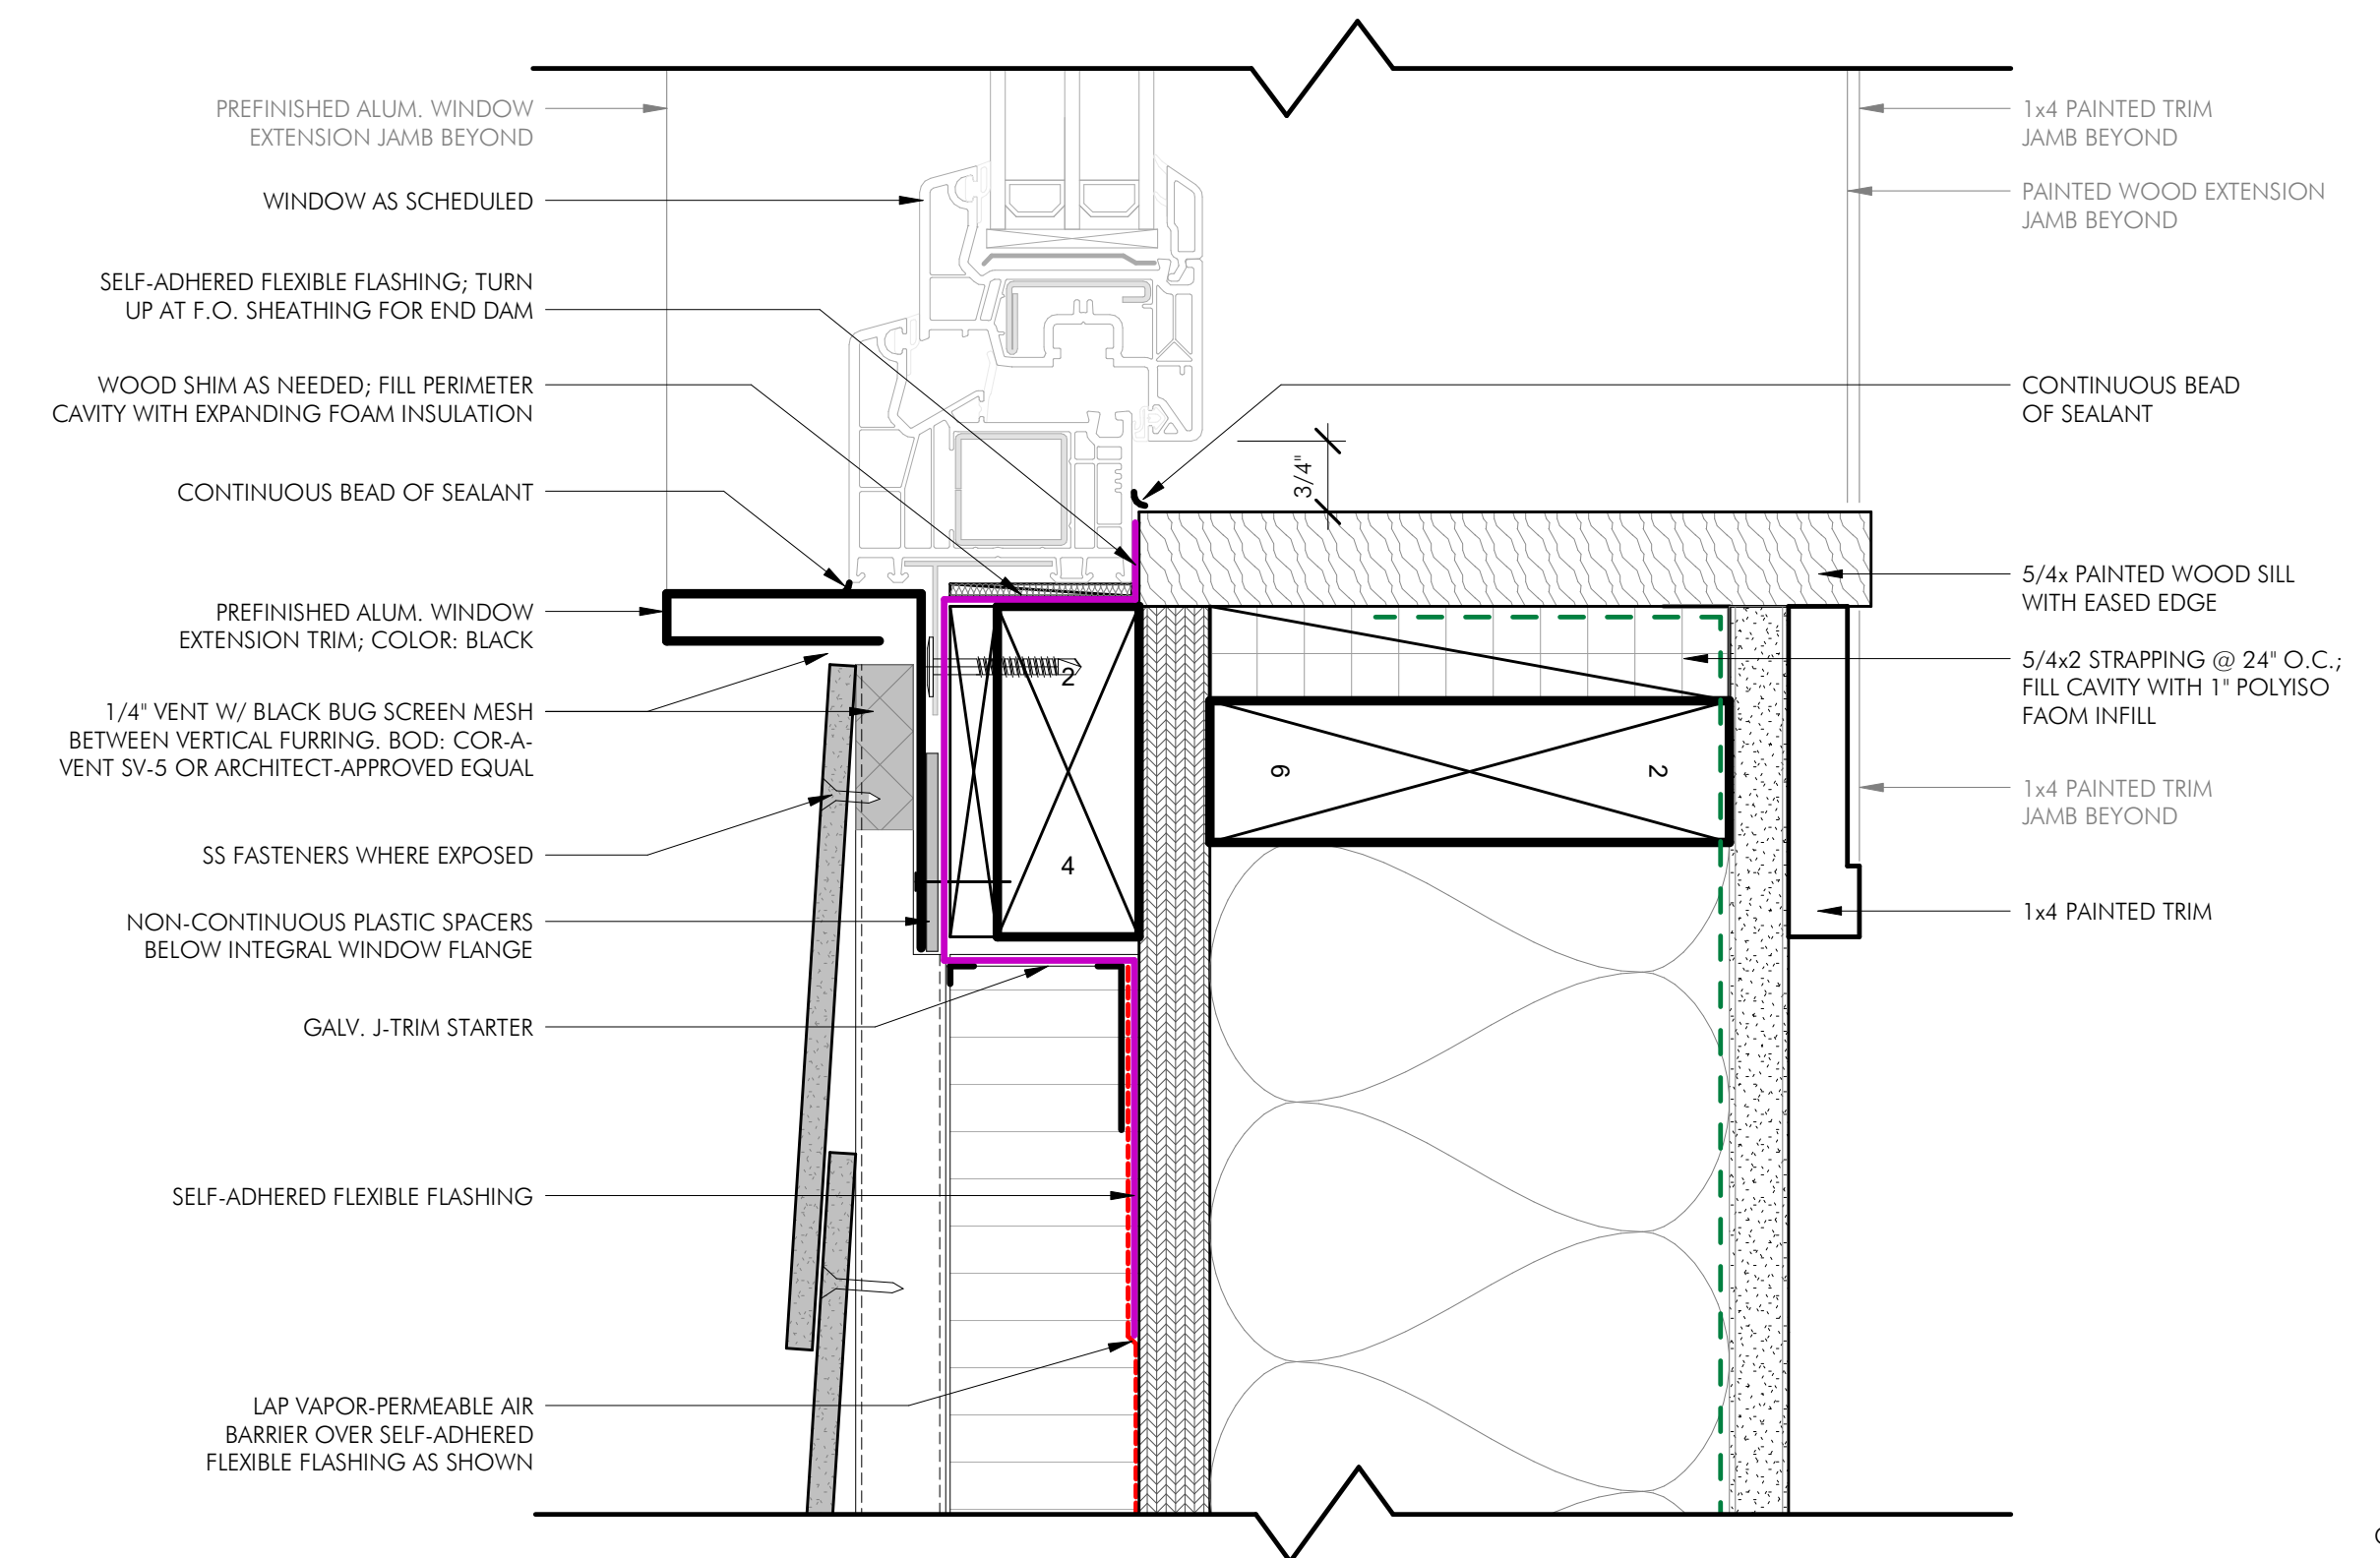 PREFINISHED ALUM. WINDOW
EXTENSION JAMB BEYOND
WINDOW AS SCHEDULED
SELF-ADHERED FLEXIBLE FLASHING; TURN
UP AT F.O. SHEATHING FOR END DAM
WOOD SHIM AS NEEDED; FILL PERIMETER
CAVITY WITH EXPANDING FOAM INSULATION
CONTINUOUS BEAD OF SEALANT
PREFINISHED ALUM. WINDOW
EXTENSION TRIM; COLOR: BLACK
1/4" VENT W/ BLACK BUG SCREEN MESH
BETWEEN VERTICAL FURRING. BOD: COR-A-
VENT SV-5 OR ARCHITECT-APPROVED EQUAL
SS FASTENERS WHERE EXPOSED
NON-CONTINUOUS PLASTIC SPACERS
BELOW INTEGRAL WINDOW FLANGE
GALV. J-TRIM STARTER
SELF-ADHERED FLEXIBLE FLASHING
LAP VAPOR-PERMEABLE AIR
BARRIER OVER SELF-ADHERED
FLEXIBLE FLASHING AS SHOWN
3/4"
2
4
6
2
1x4 PAINTED TRIM
JAMB BEYOND
PAINTED WOOD EXTENSION
JAMB BEYOND
CONTINUOUS BEAD
OF SEALANT
5/4x PAINTED WOOD SILL
WITH EASED EDGE
5/4x2 STRAPPING @ 24" O.C.;
FILL CAVITY WITH 1" POLYISO
FAOM INFILL
1x4 PAINTED TRIM
JAMB BEYOND
1x4 PAINTED TRIM